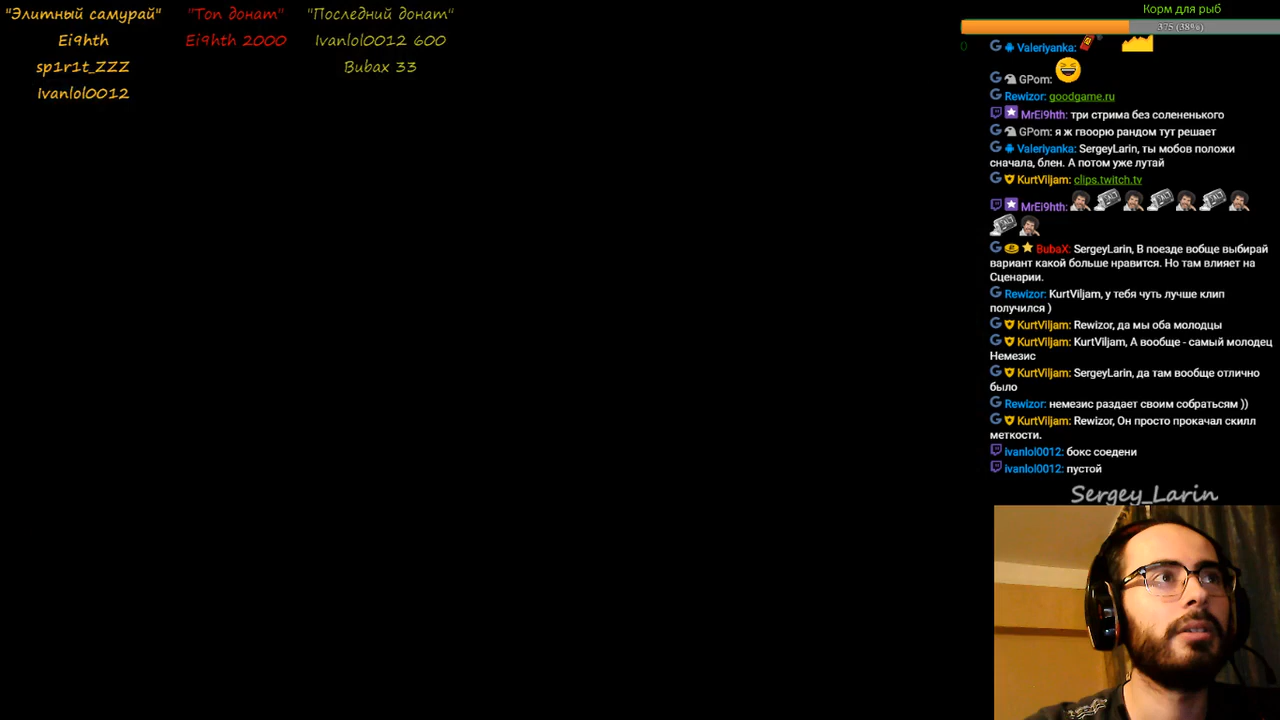 "Элитный самурай"
Ei9hth
sp1r1t_ZZZ
ivanlol0012
"Топ донат"
Ei9hth 2000
"Последний донат"
Ivanlol0012 600
Bubax 33
Корм для рыб
375 (38%)
0
Valeriyanka:
GPom:
Rewizor: goodgame.ru
MrEi9hth: три стрима без солененького
GPom: я ж гвоорю рандом тут решает
Valeriyanka: SergeyLarin, ты мобов положи
сначала, блен. А потом уже лутай
KurtViljam: clips.twitch.tv
MrEi9hth:
BubaX: SergeyLarin, В поезде вобще выбирай
вариант какой больше нравится. Но там влияет на
Сценарии.
Rewizor: KurtViljam, у тебя чуть лучше клип
получился )
KurtViljam: Rewizor, да мы оба молодцы
KurtViljam: KurtViljam, А вообще - самый молодец
Немезис
KurtViljam: SergeyLarin, да там вообще отлично
было
Rewizor: немезис раздает своим собратьсям ))
KurtViljam: Rewizor, Он просто прокачал скилл
меткости.
ivanlol0012: бокс соедени
ivanlol0012: пустой
Sergey_Larin